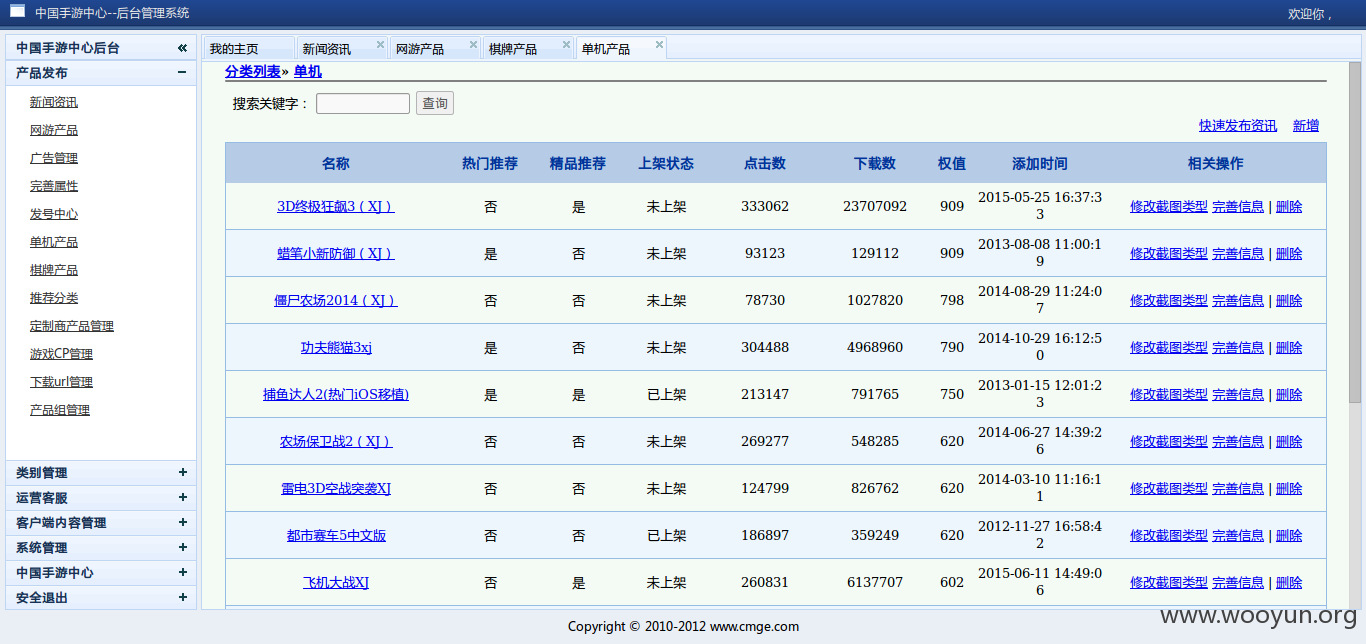 中国手游中心--后台管理系统
欢迎你，
中国手游中心后台 «
产品发布 −
新闻资讯
网游产品
广告管理
完善属性
发号中心
单机产品
棋牌产品
推荐分类
定制商产品管理
游戏CP管理
下载url管理
产品组管理
类别管理 +
运营客服 +
客户端内容管理 +
系统管理 +
中国手游中心 +
安全退出 +
我的主页 新闻资讯 网游产品 棋牌产品 单机产品
分类列表» 单机
搜索关键字： 查询
快速发布资讯 新增
名称 热门推荐 精品推荐 上架状态 点击数 下载数 权值 添加时间 相关操作
3D终极狂飙3（XJ） 否 是 未上架 333062 23707092 909 2015-05-25 16:37:3
3 修改截图类型 完善信息 | 删除
蜡笔小新防御（XJ） 是 否 未上架 93123 129112 909 2013-08-08 11:00:1
9 修改截图类型 完善信息 | 删除
僵尸农场2014（XJ） 否 否 未上架 78730 1027820 798 2014-08-29 11:24:0
7 修改截图类型 完善信息 | 删除
功夫熊猫3xj 是 否 未上架 304488 4968960 790 2014-10-29 16:12:5
0 修改截图类型 完善信息 | 删除
捕鱼达人2(热门iOS移植) 是 是 已上架 213147 791765 750 2013-01-15 12:01:2
3 修改截图类型 完善信息 | 删除
农场保卫战2（XJ） 否 否 未上架 269277 548285 620 2014-06-27 14:39:2
6 修改截图类型 完善信息 | 删除
雷电3D空战突袭XJ 否 否 未上架 124799 826762 620 2014-03-10 11:16:1
1 修改截图类型 完善信息 | 删除
都市赛车5中文版 否 否 已上架 186897 359249 620 2012-11-27 16:58:4
2 修改截图类型 完善信息 | 删除
飞机大战XJ 否 是 未上架 260831 6137707 602 2015-06-11 14:49:0
6 修改截图类型 完善信息 | 删除
www.wooyun.org
Copyright © 2010-2012 www.cmge.com